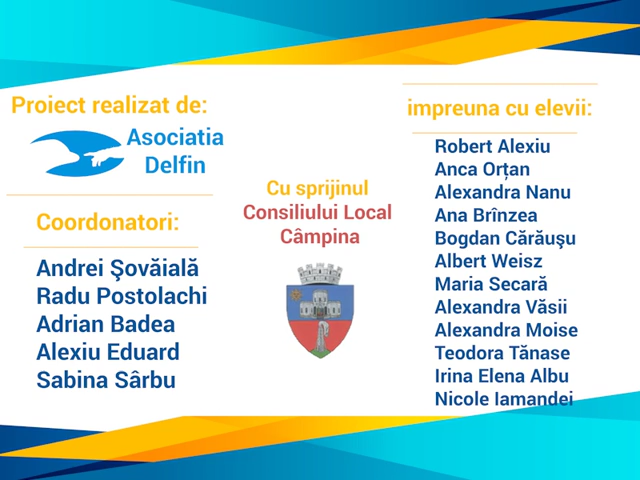 Proiect realizat de:
Asociatia
Delfin
Coordonatori:
Andrei Şovăială
Radu Postolachi
Adrian Badea
Alexiu Eduard
Sabina Sârbu
Cu sprijinul
Consiliului Local
Câmpina
impreuna cu elevii:
Robert Alexiu
Anca Orțan
Alexandra Nanu
Ana Brînzea
Bogdan Cărăuşu
Albert Weisz
Maria Secară
Alexandra Văsii
Alexandra Moise
Teodora Tănase
Irina Elena Albu
Nicole Iamandei